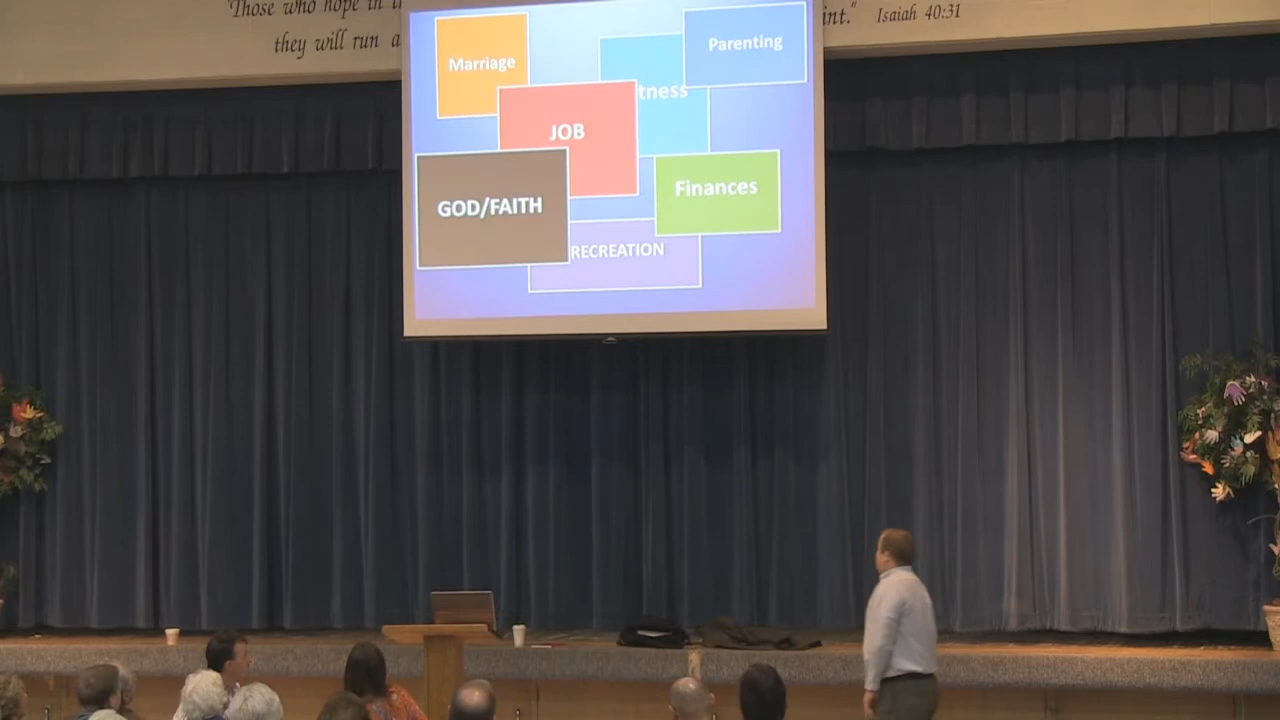 "Those who hope in
int." Isaiah 40:31
they will run a
Marriage
Parenting
tness
JOB
Finances
GOD/FAITH
RECREATION